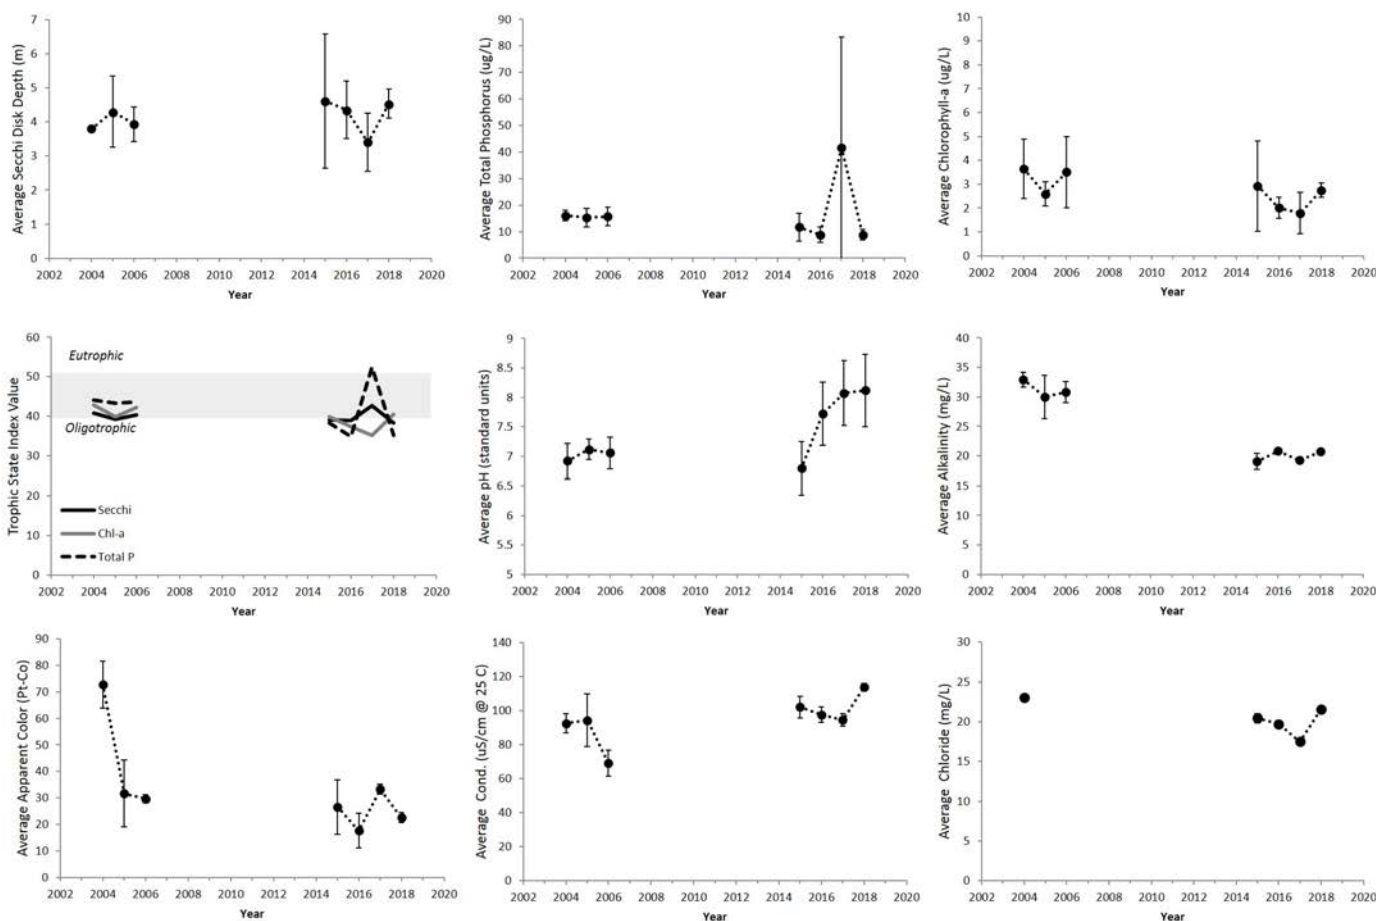 Average Secchi Disk Depth (m)
7
6
5
4
3
2
1
0
2002 2004 2006 2008 2010 2012 2014 2016 2018 2020
Year
Average Total Phosphorus (ug/L)
90
80
70
60
50
40
30
20
10
0
2002 2004 2006 2008 2010 2012 2014 2016 2018 2020
Year
Average Chlorophyll-a (ug/L)
10
9
8
7
6
5
4
3
2
1
0
2002 2004 2006 2008 2010 2012 2014 2016 2018 2020
Year
Trophic State Index Value
60
50
40
30
20
10
0
Eutrophic
Oligotrophic
Secchi
Chl-a
Total P
2002 2004 2006 2008 2010 2012 2014 2016 2018 2020
Year
Average pH (standard units)
9
8.5
8
7.5
7
6.5
6
5.5
5
2002 2004 2006 2008 2010 2012 2014 2016 2018 2020
Year
Average Alkalinity (mg/L)
40
35
30
25
20
15
10
5
0
2002 2004 2006 2008 2010 2012 2014 2016 2018 2020
Year
Average Apparent Color (Pt-Co)
90
80
70
60
50
40
30
20
10
0
2002 2004 2006 2008 2010 2012 2014 2016 2018 2020
Year
Average Cond. (uS/cm @ 25 C)
140
120
100
80
60
40
20
0
2002 2004 2006 2008 2010 2012 2014 2016 2018 2020
Year
Average Chloride (mg/L)
30
25
20
15
10
5
0
2002 2004 2006 2008 2010 2012 2014 2016 2018 2020
Year